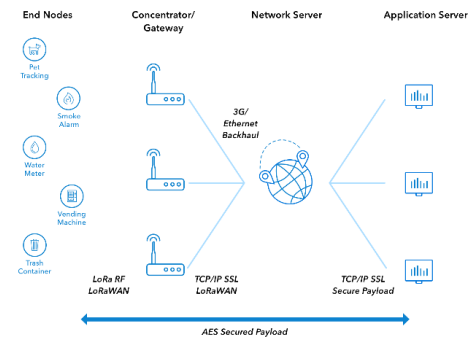 End Nodes
Concentrator/
Gateway
Network Server
Application Server
Pet
Tracking
Smoke
Alarm
Water
Meter
Vending
Machine
Trash
Container
3G/
Ethernet
Backhaul
LoRa RF
LoRaWAN
TCP/IP SSL
LoRaWAN
TCP/IP SSL
Secure Payload
AES Secured Payload